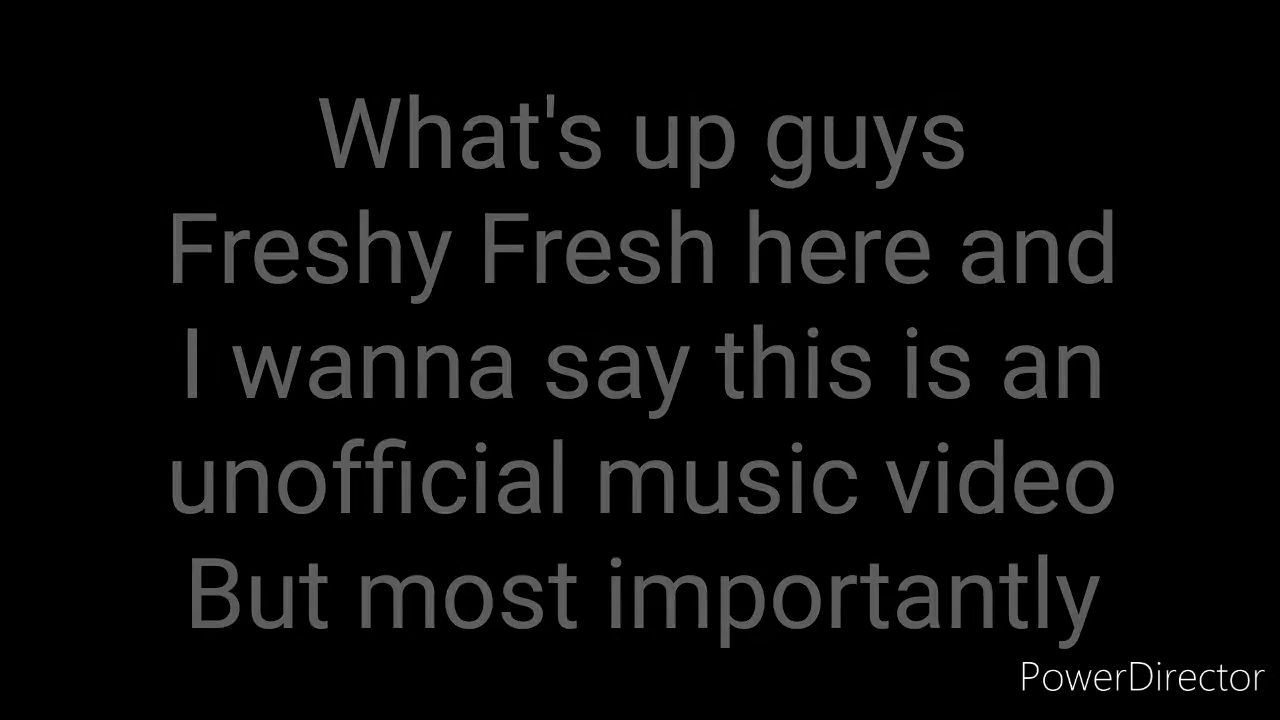 What's up guys
Freshy Fresh here and
I wanna say this is an
unofficial music video
But most importantly
PowerDirector